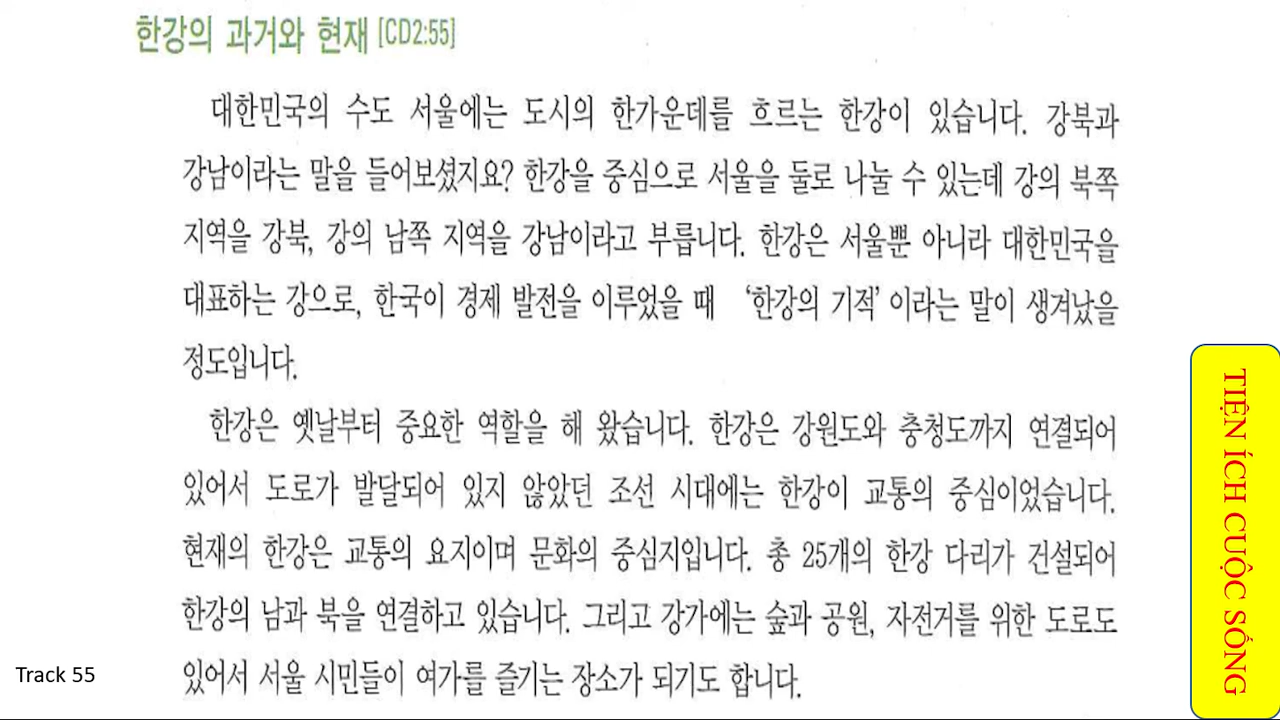 한강의 과거와 현재 [CD2:55]
대한민국의 수도 서울에는 도시의 한가운데를 흐르는 한강이 있습니다. 강북과
강남이라는 말을 들어보셨지요? 한강을 중심으로 서울을 둘로 나눌 수 있는데 강의 북쪽
지역을 강북, 강의 남쪽 지역을 강남이라고 부릅니다. 한강은 서울뿐 아니라 대한민국을
대표하는 강으로, 한국이 경제 발전을 이루었을 때 ‘한강의 기적’ 이라는 말이 생겨났을
정도입니다.
한강은 옛날부터 중요한 역할을 해 왔습니다. 한강은 강원도와 충청도까지 연결되어
있어서 도로가 발달되어 있지 않았던 조선 시대에는 한강이 교통의 중심이었습니다.
현재의 한강은 교통의 요지이며 문화의 중심지입니다. 총 25개의 한강 다리가 건설되어
한강의 남과 북을 연결하고 있습니다. 그리고 강가에는 숲과 공원, 자전거를 위한 도로도
있어서 서울 시민들이 여가를 즐기는 장소가 되기도 합니다.
Track 55
TIỆN ÍCH CUỘC SỐNG